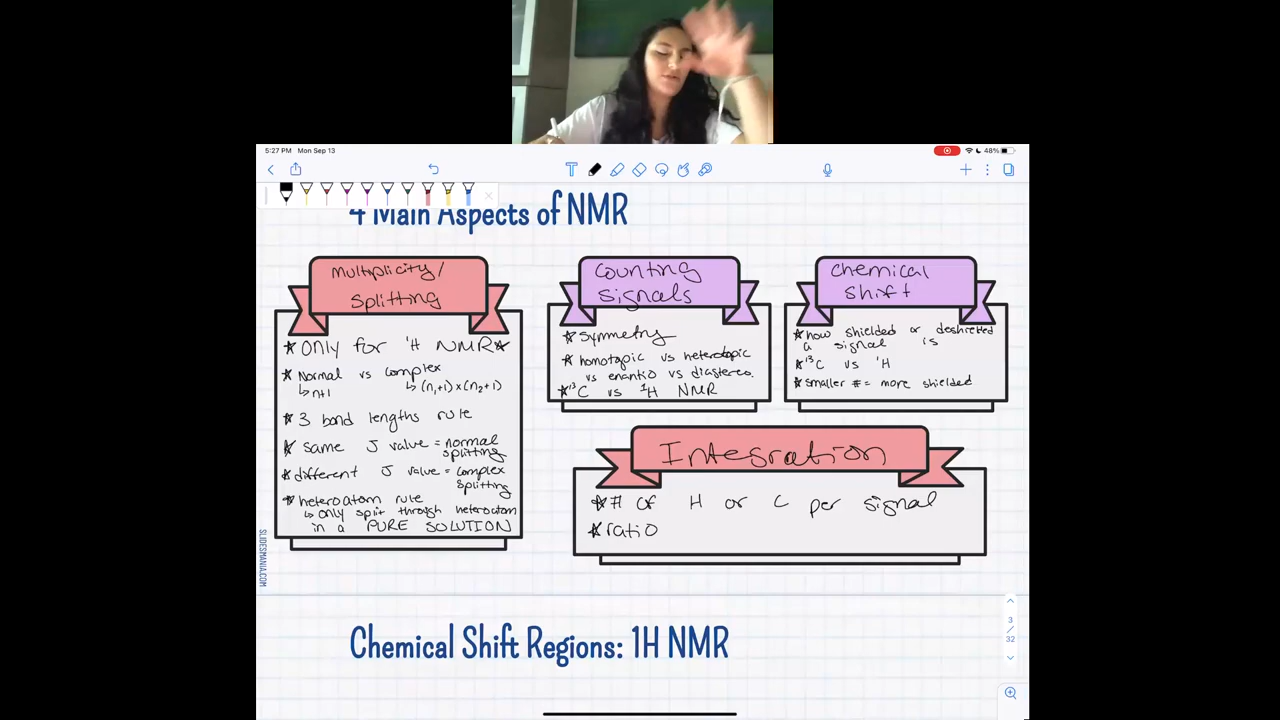 5:27 PM Mon Sep 13
48%
4 Main Aspects of NMR
Multiplicity/
Splitting
* Only for ¹H NMR *
* Normal vs complex
↳ n+1 ↳ (n₁+1)x(n₂+1)
* 3 bond lengths rule
* same J value = normal
splitting
* different J value = complex
splitting
* heteroatom rule
↳ only split through heteroatom
in a PURE SOLUTION
Counting
signals
* symmetry
* homotopic vs heterotopic
vs enantio vs diastereo.
* ¹³C vs ¹H NMR
Chemical
shift
* how shielded or deshielded
a signal is
* ¹³C vs ¹H
* smaller # = more shielded
Integration
* # of H or C per signal
* ratio
SLIDESMANIA.COM
Chemical Shift Regions: 1H NMR
3
/
32